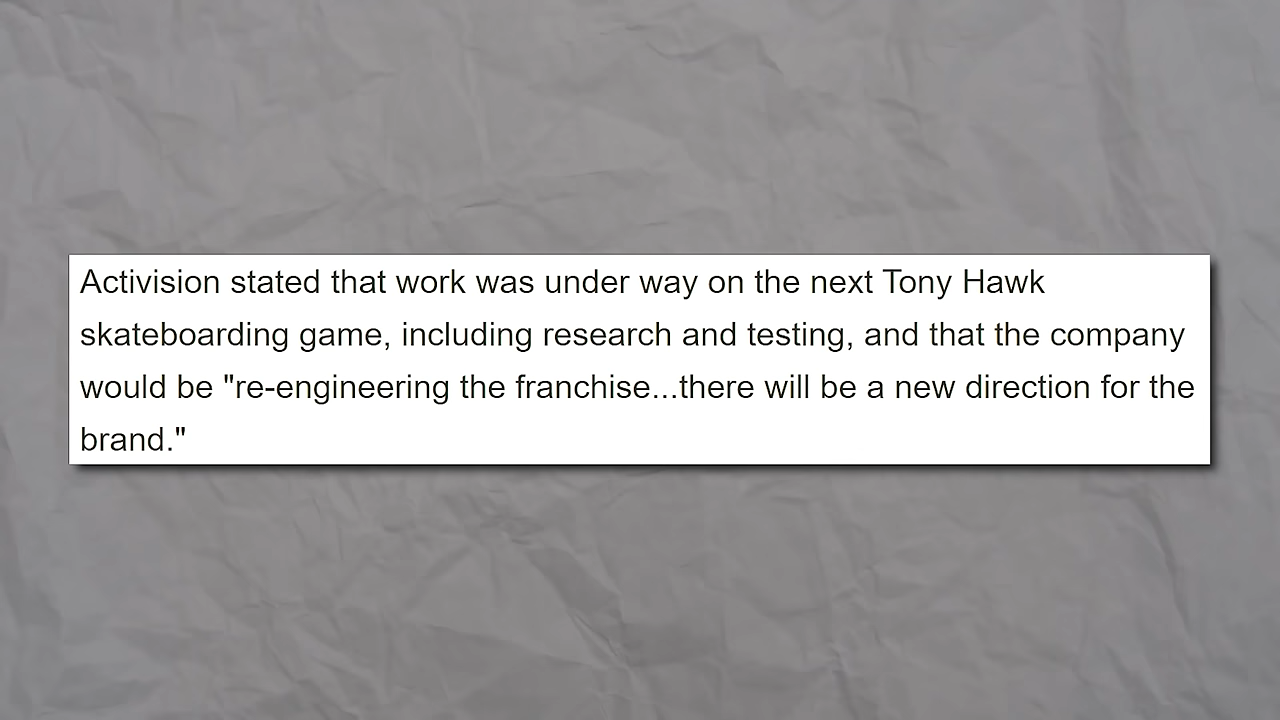 Activision stated that work was under way on the next Tony Hawk
skateboarding game, including research and testing, and that the company
would be "re-engineering the franchise...there will be a new direction for the
brand."